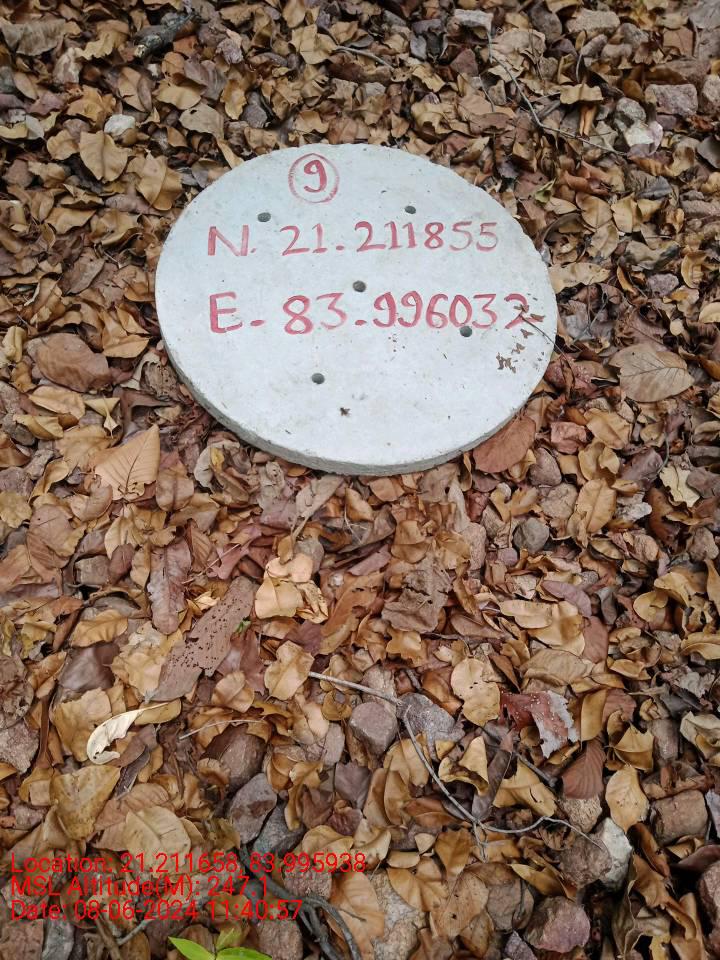 9
N. 21.211855
E- 83.996032
Location: 21.211658, 83.995938
MSL Altitude(M): 247.1
Date: 08-06-2024 11:40:57